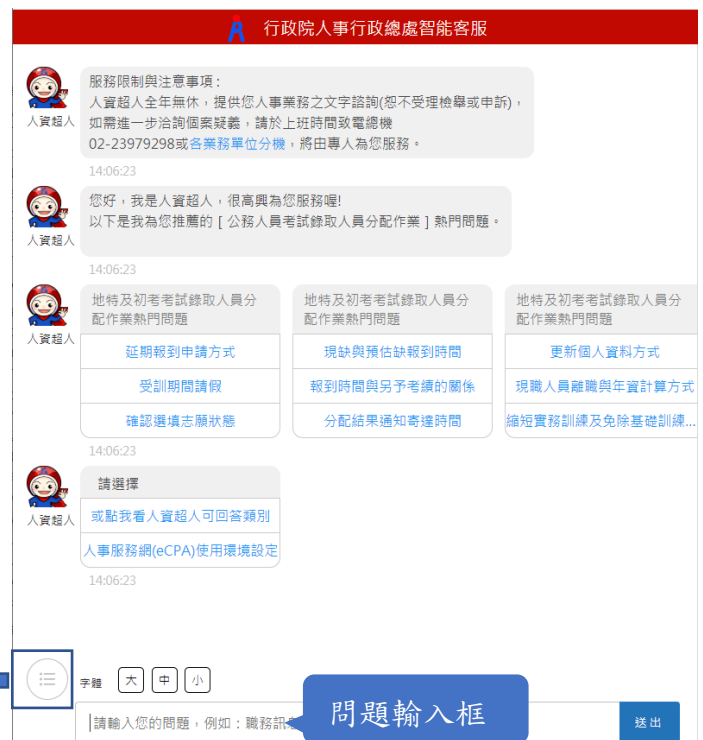 行政院人事行政總處智能客服
服務限制與注意事項：
人資超人全年無休，提供您人事業務之文字諮詢(恕不受理檢舉或申訴)，
如需進一步洽詢個案疑義，請於上班時間致電總機
02-23979298或各業務單位分機，將由專人為您服務。
人資超人
14:06:23
您好，我是人資超人，很高興為您服務喔!
以下是我為您推薦的 [ 公務人員考試錄取人員分配作業 ] 熱門問題。
人資超人
14:06:23
人資超人
地特及初考考試錄取人員分
配作業熱門問題
延期報到申請方式
受訓期間請假
確認選填志願狀態
地特及初考考試錄取人員分
配作業熱門問題
現缺與預估缺報到時間
報到時間與另予考績的關係
分配結果通知寄達時間
地特及初考考試錄取人員分
配作業熱門問題
更新個人資料方式
現職人員離職與年資計算方式
縮短實務訓練及免除基礎訓練...
14:06:23
請選擇
人資超人
或點我看人資超人可回答類別
人事服務網(eCPA)使用環境設定
14:06:23
字體 大 中 小
請輸入您的問題，例如：職務訊
問題輸入框
送出